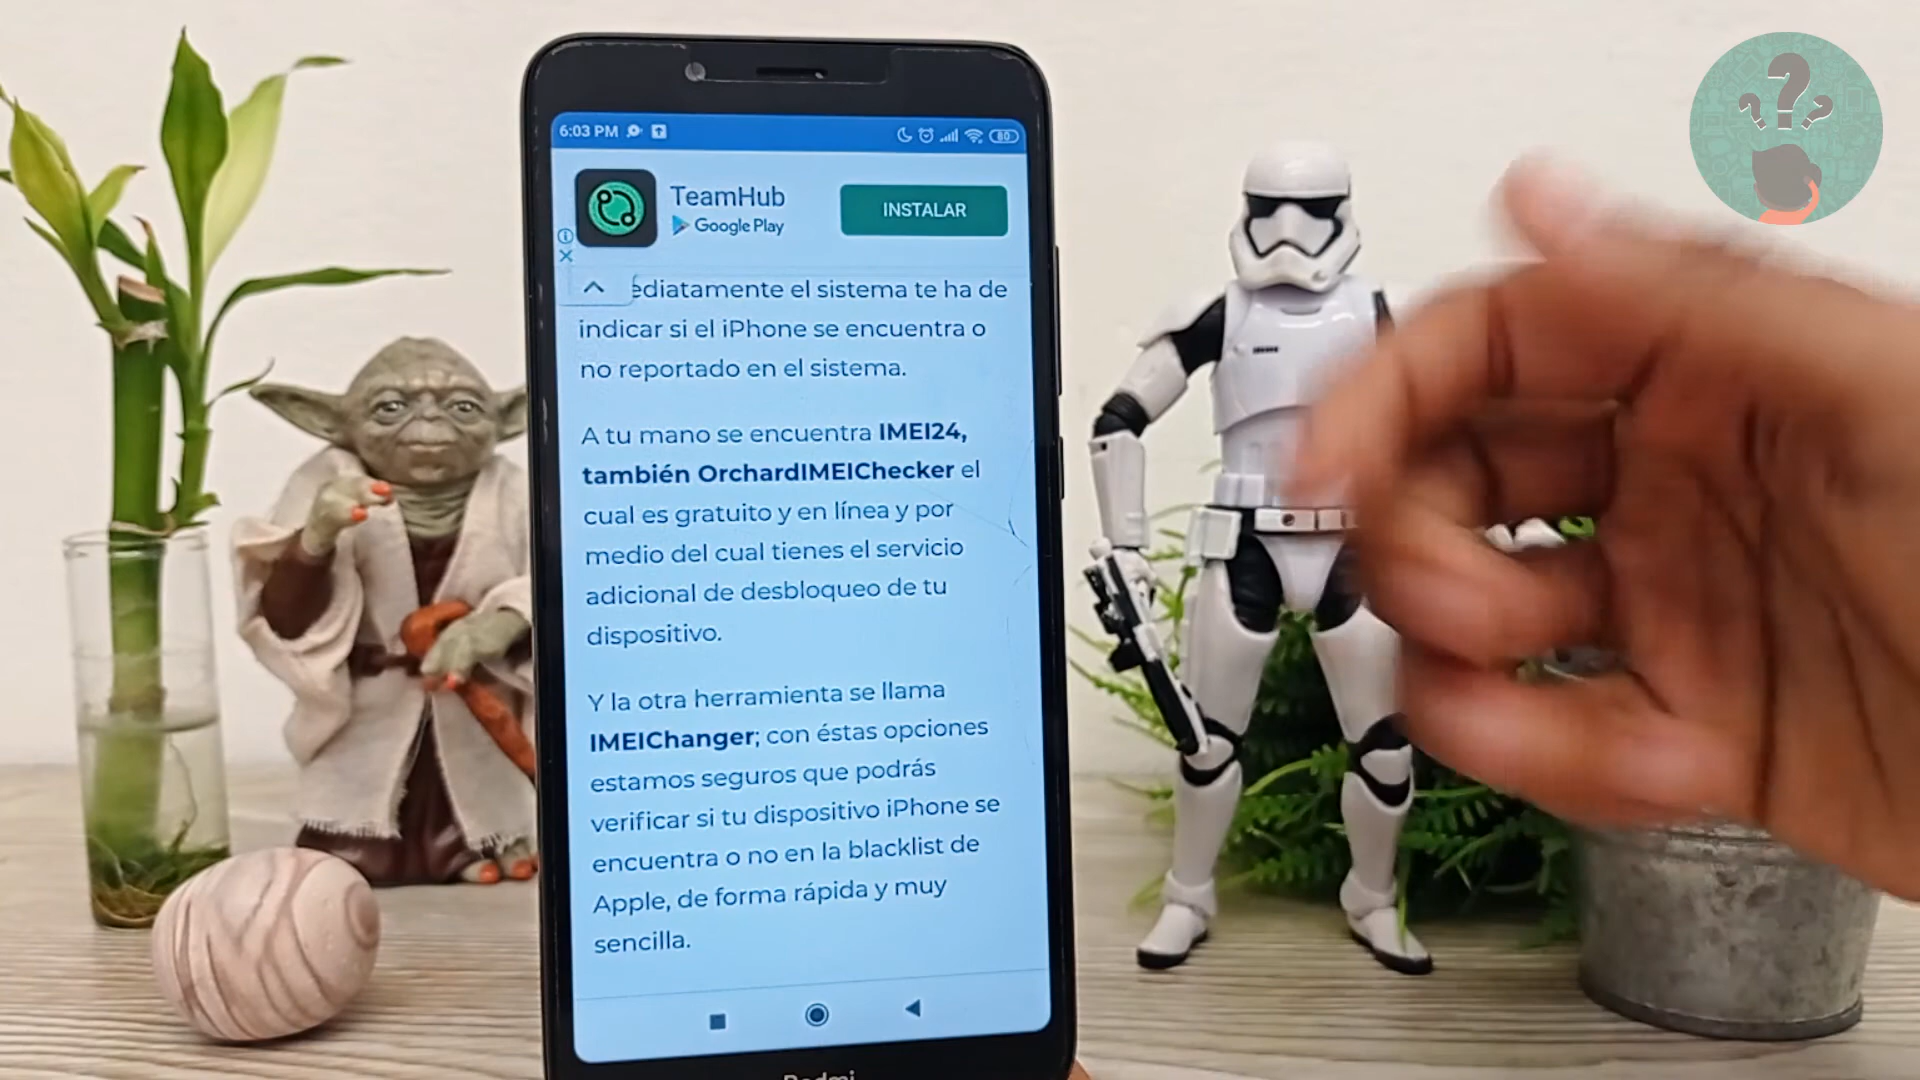 6:03 PM
80
TeamHub
Google Play
INSTALAR
ediatamente el sistema te ha de
indicar si el iPhone se encuentra o
no reportado en el sistema.
A tu mano se encuentra IMEI24,
también OrchardIMEIChecker el
cual es gratuito y en línea y por
medio del cual tienes el servicio
adicional de desbloqueo de tu
dispositivo.
Y la otra herramienta se llama
IMEIChanger; con éstas opciones
estamos seguros que podrás
verificar si tu dispositivo iPhone se
encuentra o no en la blacklist de
Apple, de forma rápida y muy
sencilla.
Redmi